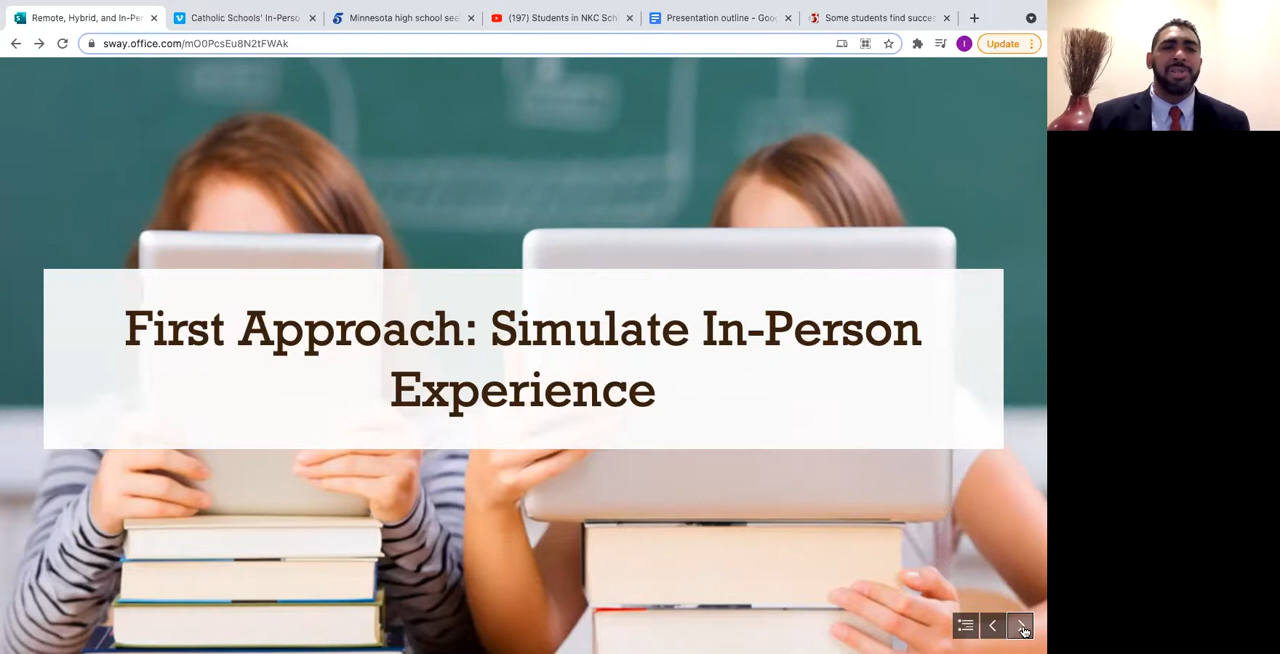 Remote, Hybrid, and In-Per
Catholic Schools' In-Perso
Minnesota high school see
(197) Students in NKC Sch
Presentation outline - Goo
Some students find succes
sway.office.com/mO0PcsEu8N2tFWAk
I
Update
First Approach: Simulate In-Person
Experience